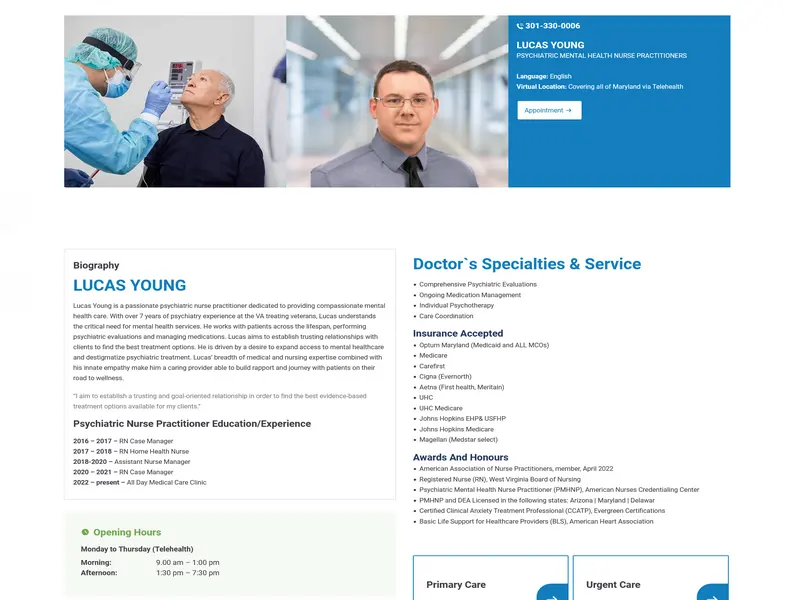 301-330-0006
LUCAS YOUNG
PSYCHIATRIC MENTAL HEALTH NURSE PRACTITIONERS
Language: English
Virtual Location: Covering all of Maryland via Telehealth
Appointment →
Biography
LUCAS YOUNG
Lucas Young is a passionate psychiatric nurse practitioner dedicated to providing compassionate mental
health care. With over 7 years of psychiatry experience at the VA treating veterans, Lucas understands
the critical need for mental health services. He works with patients across the lifespan, performing
psychiatric evaluations and managing medications. Lucas aims to establish trusting relationships with
clients to find the best treatment options. He is driven by a desire to expand access to mental healthcare
and destigmatize psychiatric treatment. Lucas' breadth of medical and nursing expertise combined with
his innate empathy make him a caring provider able to build rapport and journey with patients on their
road to wellness.
"I aim to establish a trusting and goal-oriented relationship in order to find the best evidence-based
treatment options available for my clients."
Psychiatric Nurse Practitioner Education/Experience
2016 – 2017 – RN Case Manager
2017 – 2018 – RN Home Health Nurse
2018-2020 – Assistant Nurse Manager
2020 – 2021 – RN Case Manager
2022 – present – All Day Medical Care Clinic
Opening Hours
Monday to Thursday (Telehealth)
Morning: 9.00 am – 1:00 pm
Afternoon: 1:30 pm – 7:30 pm
Doctor`s Specialties & Service
• Comprehensive Psychiatric Evaluations
• Ongoing Medication Management
• Individual Psychotherapy
• Care Coordination
Insurance Accepted
• Optum Maryland (Medicaid and ALL MCOs)
• Medicare
• Carefirst
• Cigna (Evernorth)
• Aetna (First health, Meritain)
• UHC
• UHC Medicare
• Johns Hopkins EHP& USFHP
• Johns Hopkins Medicare
• Magellan (Medstar select)
Awards And Honours
• American Association of Nurse Practitioners, member, April 2022
• Registered Nurse (RN), West Virginia Board of Nursing
• Psychiatric Mental Health Nurse Practitioner (PMHNP), American Nurses Credentialing Center
• PMHNP and DEA Licensed in the following states: Arizona | Maryland | Delawar
• Certified Clinical Anxiety Treatment Professional (CCATP), Evergreen Certifications
• Basic Life Support for Healthcare Providers (BLS), American Heart Association
Primary Care
Urgent Care